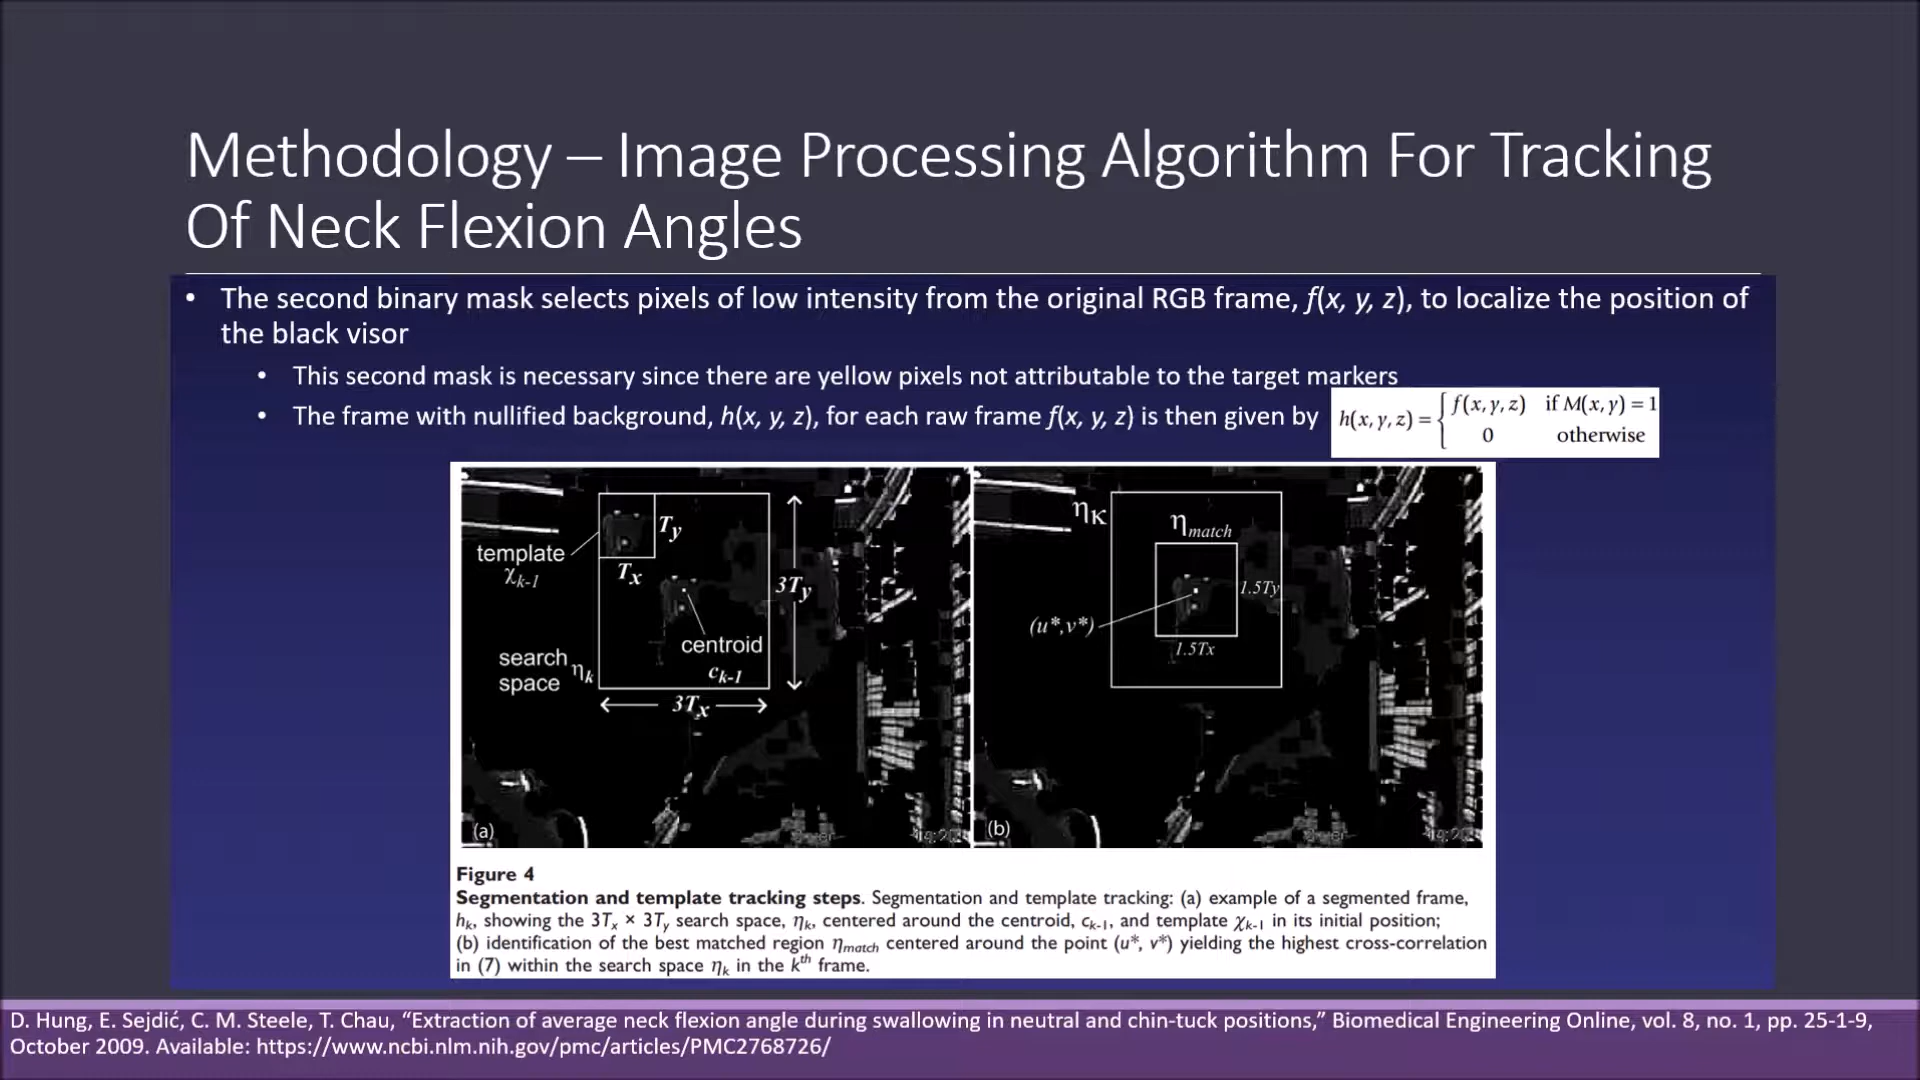 Methodology – Image Processing Algorithm For Tracking
Of Neck Flexion Angles
• The second binary mask selects pixels of low intensity from the original RGB frame, f(x, y, z), to localize the position of
the black visor
• This second mask is necessary since there are yellow pixels not attributable to the target markers
• The frame with nullified background, h(x, y, z), for each raw frame f(x, y, z) is then given by
h(x, y, z) = { f(x, y, z) if M(x, y) = 1
0 otherwise
template
χk-1
Ty
Tx
3Ty
centroid
ck-1
search
space
ηk
3Tx
(a)
ηK
ηmatch
1.5Ty
(u*,v*)
1.5Tx
(b)
Figure 4
Segmentation and template tracking steps. Segmentation and template tracking: (a) example of a segmented frame,
hk, showing the 3Tx × 3Ty search space, ηk, centered around the centroid, ck-1, and template χk-1 in its initial position;
(b) identification of the best matched region ηmatch centered around the point (u*, v*) yielding the highest cross-correlation
in (7) within the search space ηk in the kth frame.
D. Hung, E. Sejdić, C. M. Steele, T. Chau, “Extraction of average neck flexion angle during swallowing in neutral and chin-tuck positions,” Biomedical Engineering Online, vol. 8, no. 1, pp. 25-1-9,
October 2009. Available: https://www.ncbi.nlm.nih.gov/pmc/articles/PMC2768726/